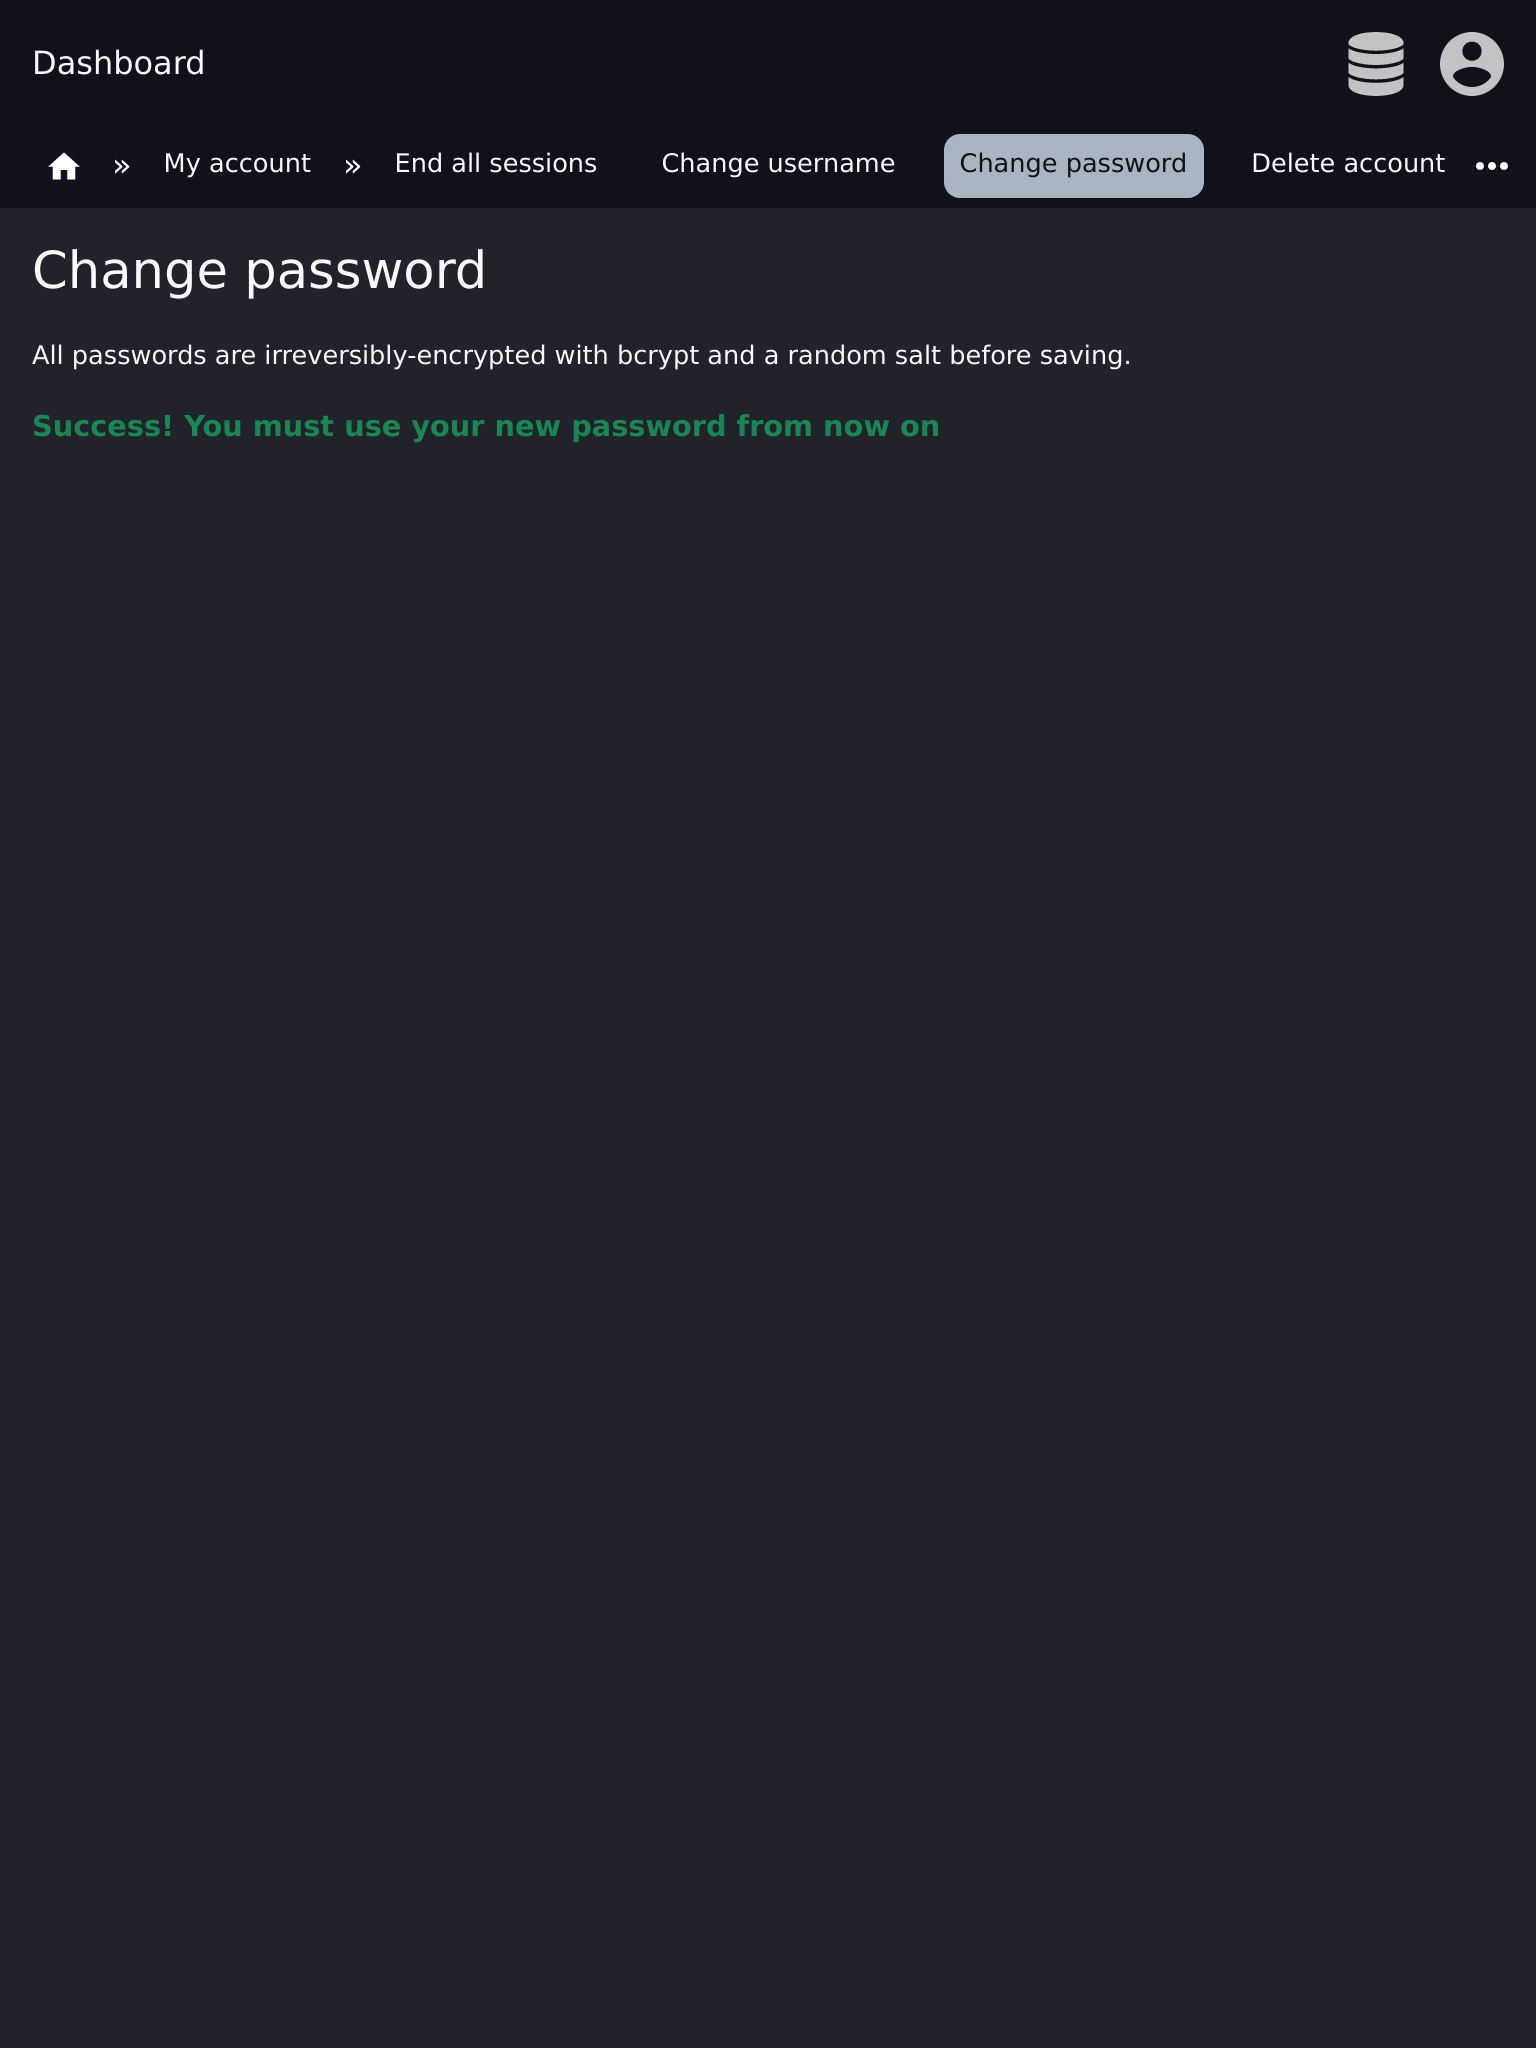 Dashboard
» My account » End all sessions Change username Change password Delete account •••
Change password
All passwords are irreversibly-encrypted with bcrypt and a random salt before saving.
Success! You must use your new password from now on